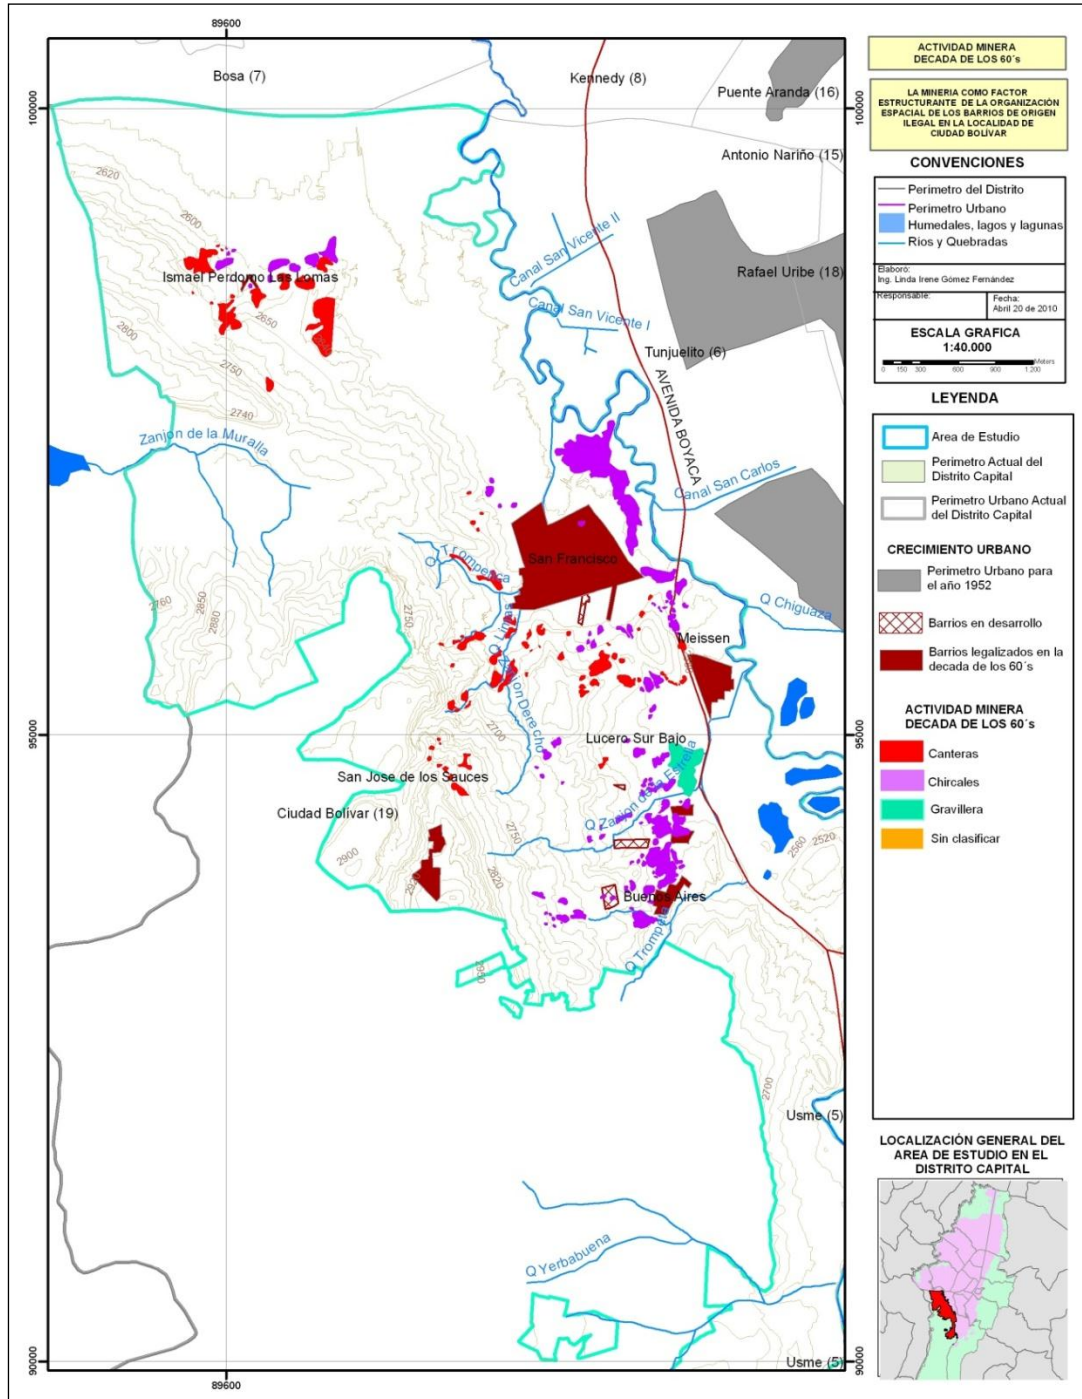 89600
Bosa (7)
Kennedy (8)
Puente Aranda (16)
100000
100000
Antonio Nariño (15)
2620
2600
Canal San Vicente II
Rafael Uribe (18)
Ismael Perdomo Las Lomas
2650
Canal San Vicente I
2800
2750
Tunjuelito (6)
AVENIDA BOYACA
2740
Zanjon de la Muralla
Canal San Carlos
San Francisco
Q Trompetica
2760
2850
2880
2750
Q Chiguaza
Q Limas
Meissen
Q Zanjon Derecho
2700
95000
95000
Lucero Sur Bajo
San Jose de los Sauces
Q Zanjon de la Estrella
Ciudad Bolivar (19)
2750
2560
2520
2900
2820
Buenos Aires
Q Trompeta
2950
2700
Usme (5)
Q Yerbabuena
90000
90000
Usme (5)
89600
ACTIVIDAD MINERA
DECADA DE LOS 60´s
LA MINERIA COMO FACTOR
ESTRUCTURANTE DE LA ORGANIZACIÓN
ESPACIAL DE LOS BARRIOS DE ORIGEN
ILEGAL EN LA LOCALIDAD DE
CIUDAD BOLÍVAR
CONVENCIONES
Perimetro del Distrito
Perimetro Urbano
Humedales, lagos y lagunas
Ríos y Quebradas
Elaboró:
Ing. Linda Irene Gómez Fernández
Responsable:
Fecha:
Abril 20 de 2010
ESCALA GRAFICA
1:40.000
Meters
0 150 300 600 900 1.200
LEYENDA
Area de Estudio
Perimetro Actual del
Distrito Capital
Perimetro Urbano Actual
del Distrito Capital
CRECIMIENTO URBANO
Perimetro Urbano para
el año 1952
Barrios en desarrollo
Barrios legalizados en la
decada de los 60´s
ACTIVIDAD MINERA
DECADA DE LOS 60´s
Canteras
Chircales
Gravillera
Sin clasificar
LOCALIZACIÓN GENERAL DEL
AREA DE ESTUDIO EN EL
DISTRITO CAPITAL